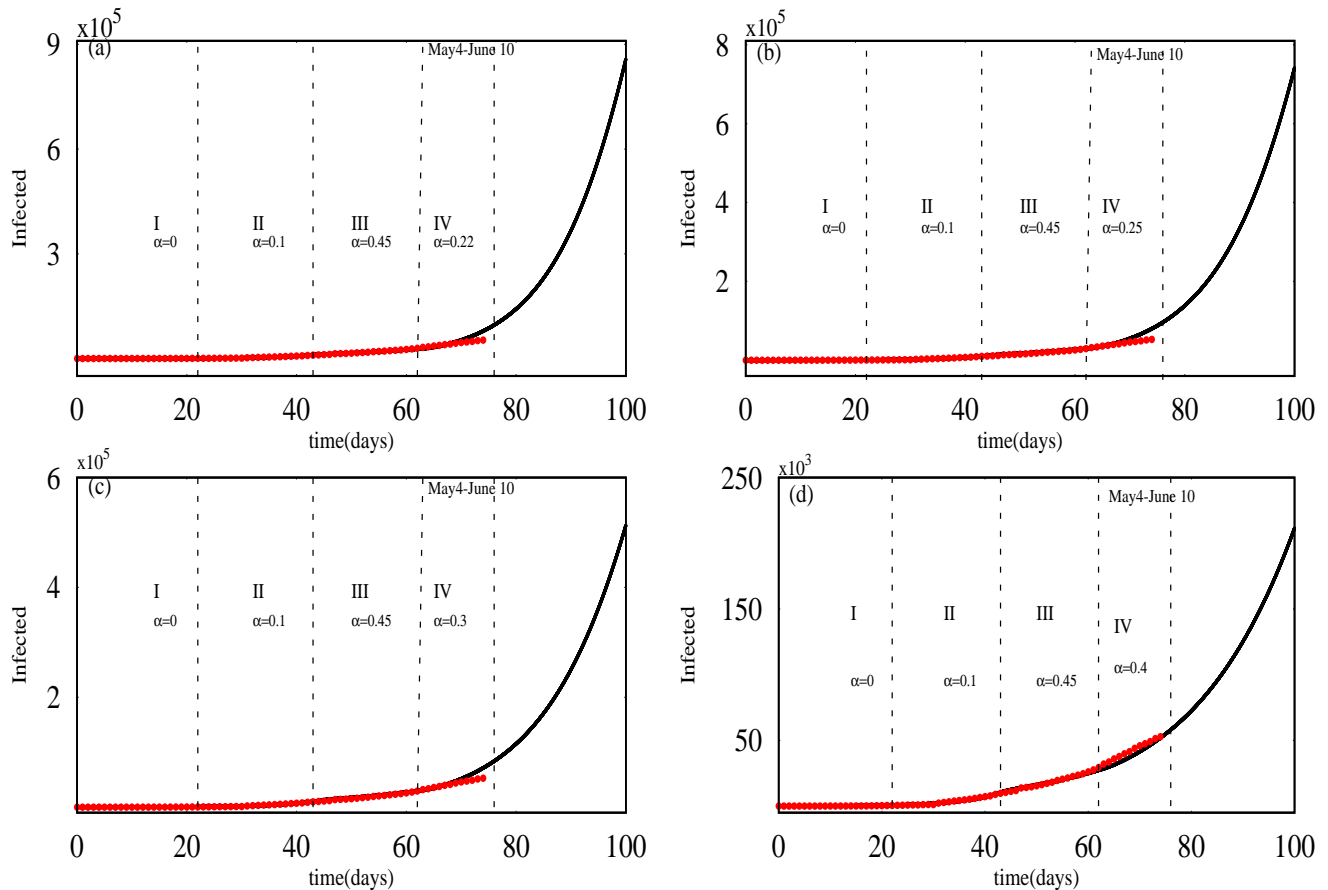 x10^5
(a)
May4-June 10
9
6
3
Infected
I
II
III
IV
α=0
α=0.1
α=0.45
α=0.22
0
20
40
60
80
100
time(days)
x10^5
(b)
May4-June 10
8
6
4
2
Infected
I
II
III
IV
α=0
α=0.1
α=0.45
α=0.25
0
20
40
60
80
100
time(days)
x10^5
(c)
May4-June 10
6
4
2
Infected
I
II
III
IV
α=0
α=0.1
α=0.45
α=0.3
0
20
40
60
80
100
time(days)
x10^3
(d)
May4-June 10
250
150
50
Infected
I
II
III
IV
α=0
α=0.1
α=0.45
α=0.4
0
20
40
60
80
100
time(days)